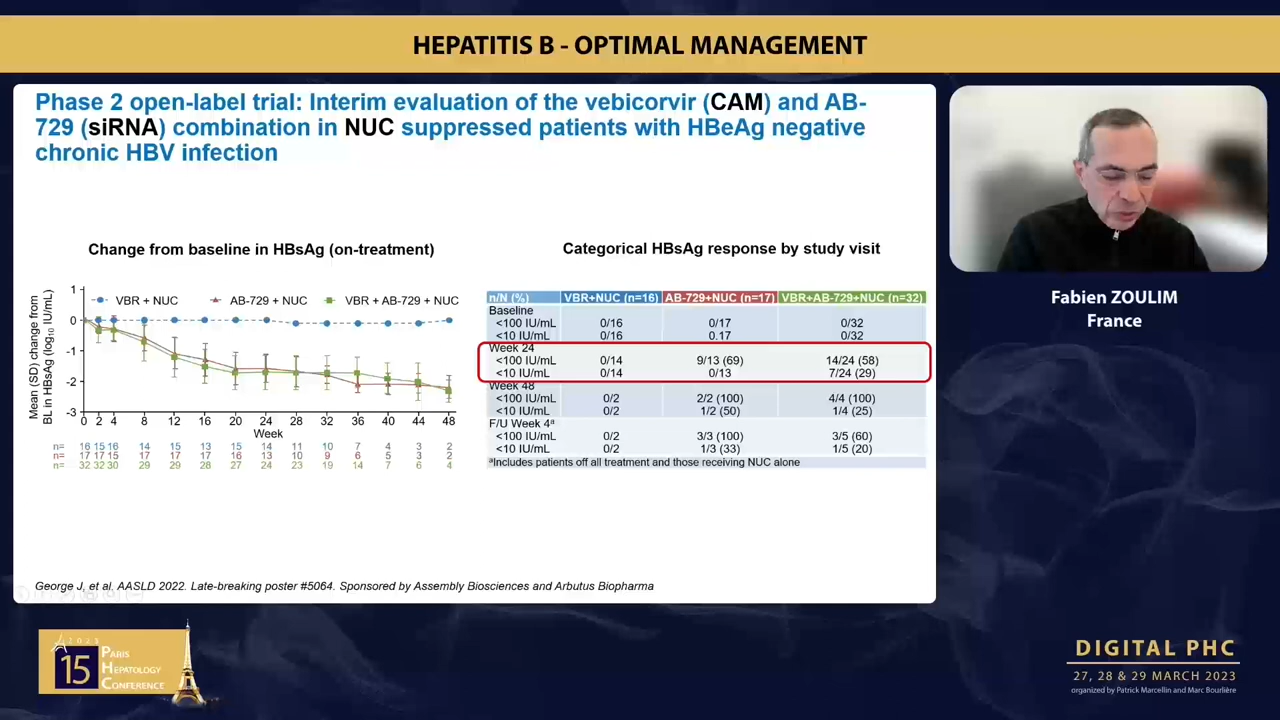 HEPATITIS B - OPTIMAL MANAGEMENT
Phase 2 open-label trial: Interim evaluation of the vebicorvir (CAM) and AB-
729 (siRNA) combination in NUC suppressed patients with HBeAg negative
chronic HBV infection
Change from baseline in HBsAg (on-treatment)
Mean (SD) change from
BL in HBsAg (log10 IU/mL)
VBR + NUC AB-729 + NUC VBR + AB-729 + NUC
1
0
-1
-2
-3
0 2 4 8 12 16 20 24 28 32 36 40 44 48
Week
n= 16 15 16 14 15 13 15 14 11 10 7 4 3 2
n= 17 17 15 17 17 17 16 13 10 9 6 5 3 2
n= 32 32 30 29 29 28 27 24 23 19 14 7 6 4
Categorical HBsAg response by study visit
n/N (%) VBR+NUC (n=16) AB-729+NUC (n=17) VBR+AB-729+NUC (n=32)
Baseline
<100 IU/mL 0/16 0/17 0/32
<10 IU/mL 0/16 0.17 0/32
Week 24
<100 IU/mL 0/14 9/13 (69) 14/24 (58)
<10 IU/mL 0/14 0/13 7/24 (29)
Week 48
<100 IU/mL 0/2 2/2 (100) 4/4 (100)
<10 IU/mL 0/2 1/2 (50) 1/4 (25)
F/U Week 4a
<100 IU/mL 0/2 3/3 (100) 3/5 (60)
<10 IU/mL 0/2 1/3 (33) 1/5 (20)
aIncludes patients off all treatment and those receiving NUC alone
George J, et al. AASLD 2022. Late-breaking poster #5064. Sponsored by Assembly Biosciences and Arbutus Biopharma
Fabien ZOULIM
France
2023
15
PARIS
HEPATOLOGY
CONFERENCE
DIGITAL PHC
27, 28 & 29 MARCH 2023
organized by Patrick Marcellin and Marc Bourlière